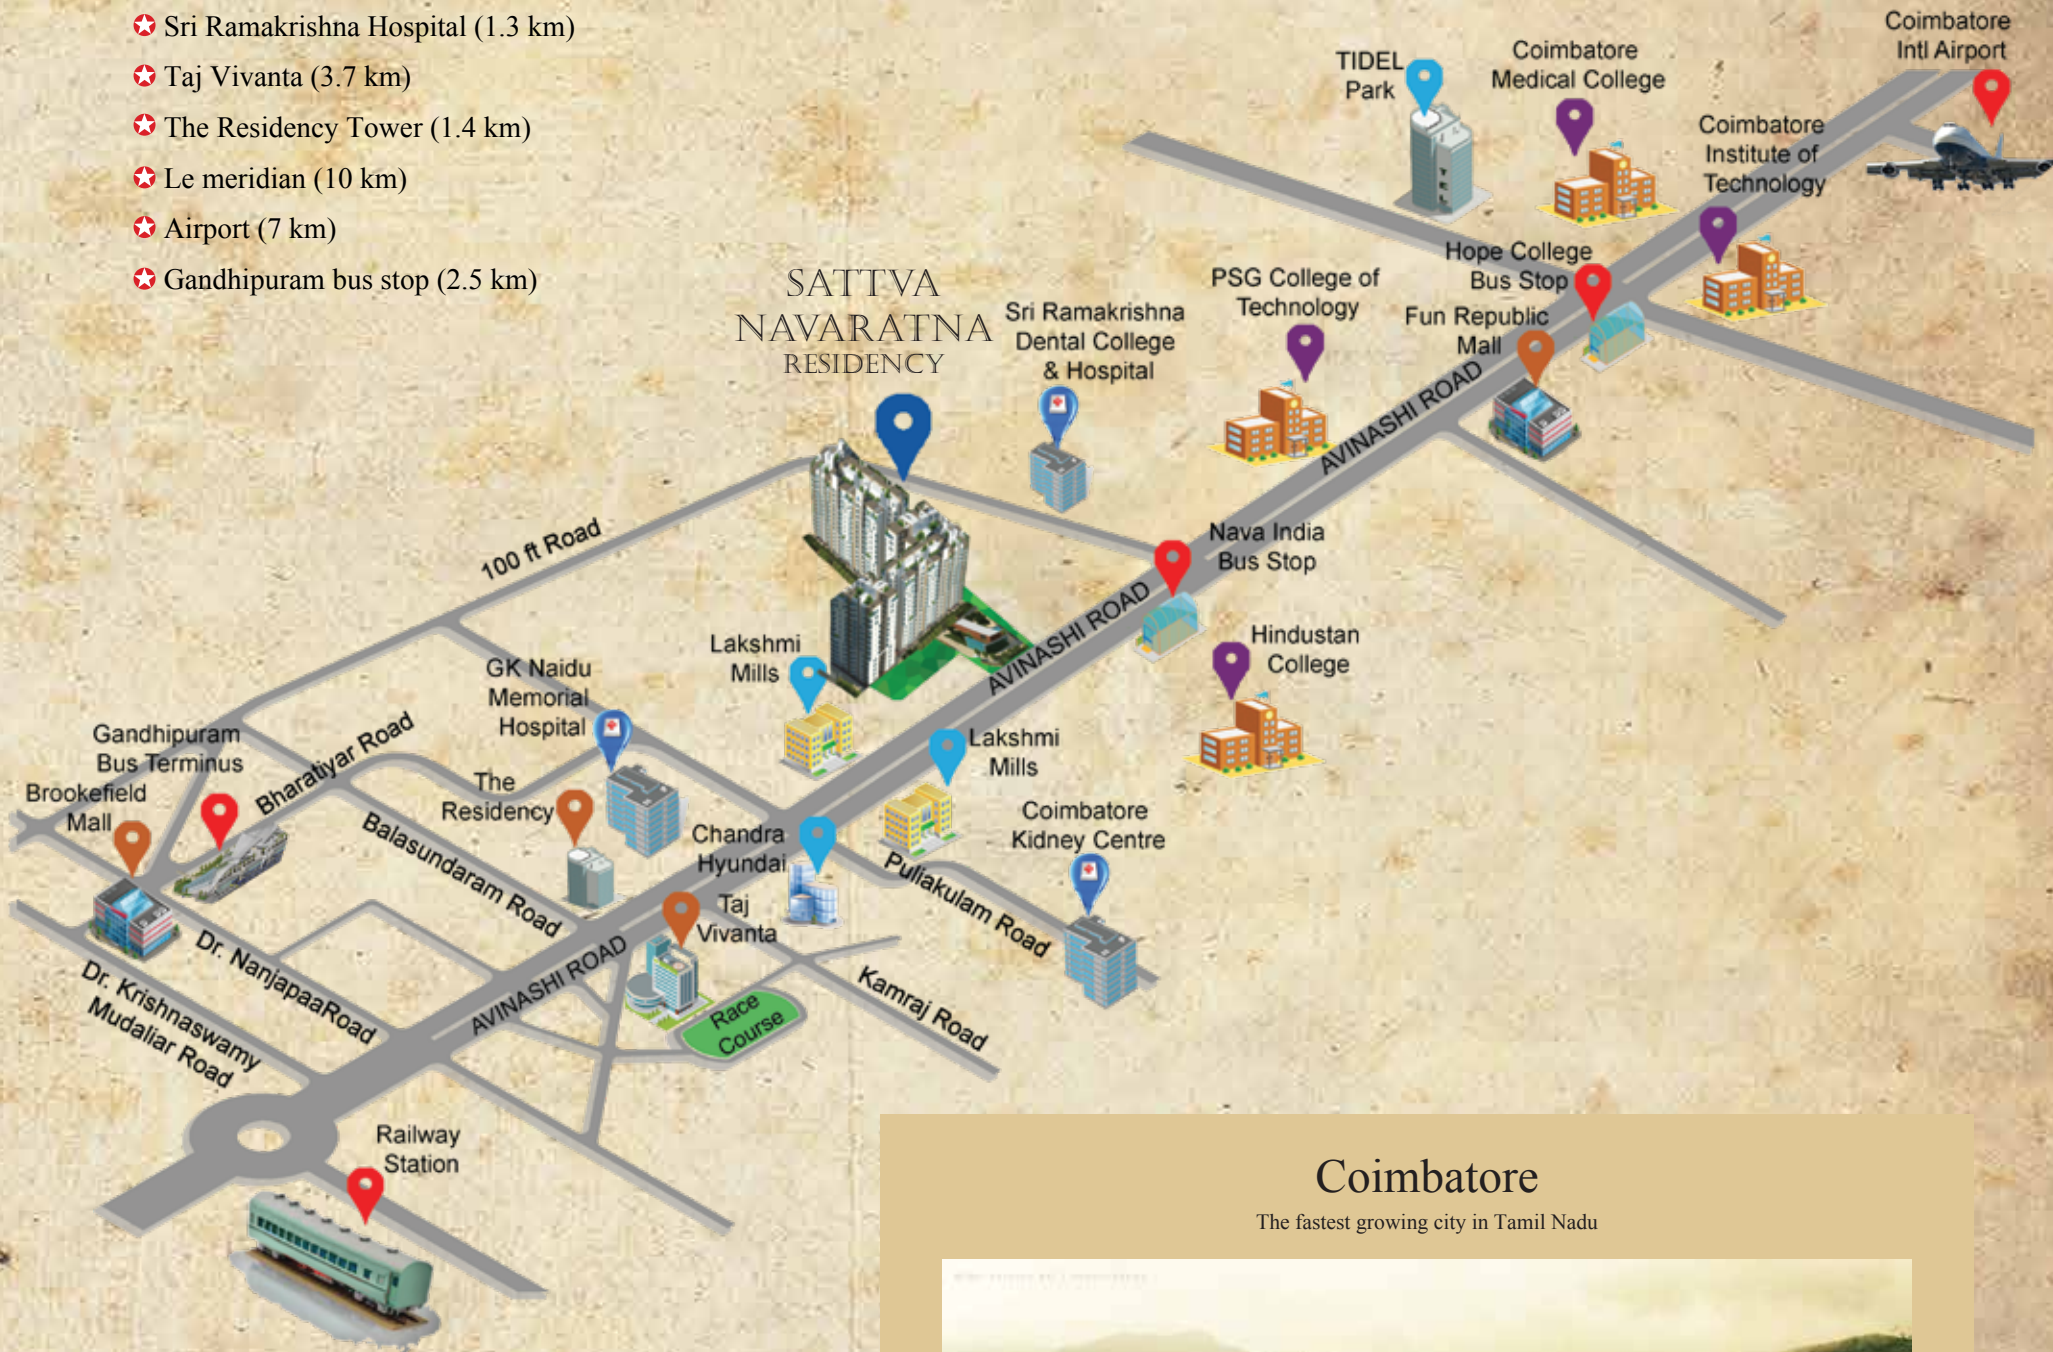 Sri Ramakrishna Hospital (1.3 km)
Taj Vivanta (3.7 km)
The Residency Tower (1.4 km)
Le meridian (10 km)
Airport (7 km)
Gandhipuram bus stop (2.5 km)
Coimbatore
Intl Airport
TIDEL
Park
Coimbatore
Medical College
Coimbatore
Institute of
Technology
Hope College
Bus Stop
PSG College of
Technology
Fun Republic
Mall
SATTVA
NAVARATNA
RESIDENCY
Sri Ramakrishna
Dental College
& Hospital
AVINASHI ROAD
100 ft Road
Nava India
Bus Stop
AVINASHI ROAD
Hindustan
College
Lakshmi
Mills
GK Naidu
Memorial
Hospital
Lakshmi
Mills
Gandhipuram
Bus Terminus
Bharatiyar Road
Brookefield
Mall
The
Residency
Balasundaram Road
Chandra
Hyundai
Coimbatore
Kidney Centre
Puliakulam Road
Taj
Vivanta
Dr. NanjapaaRoad
AVINASHI ROAD
Kamraj Road
Race
Course
Dr. Krishnaswamy
Mudaliar Road
Railway
Station
Coimbatore
The fastest growing city in Tamil Nadu